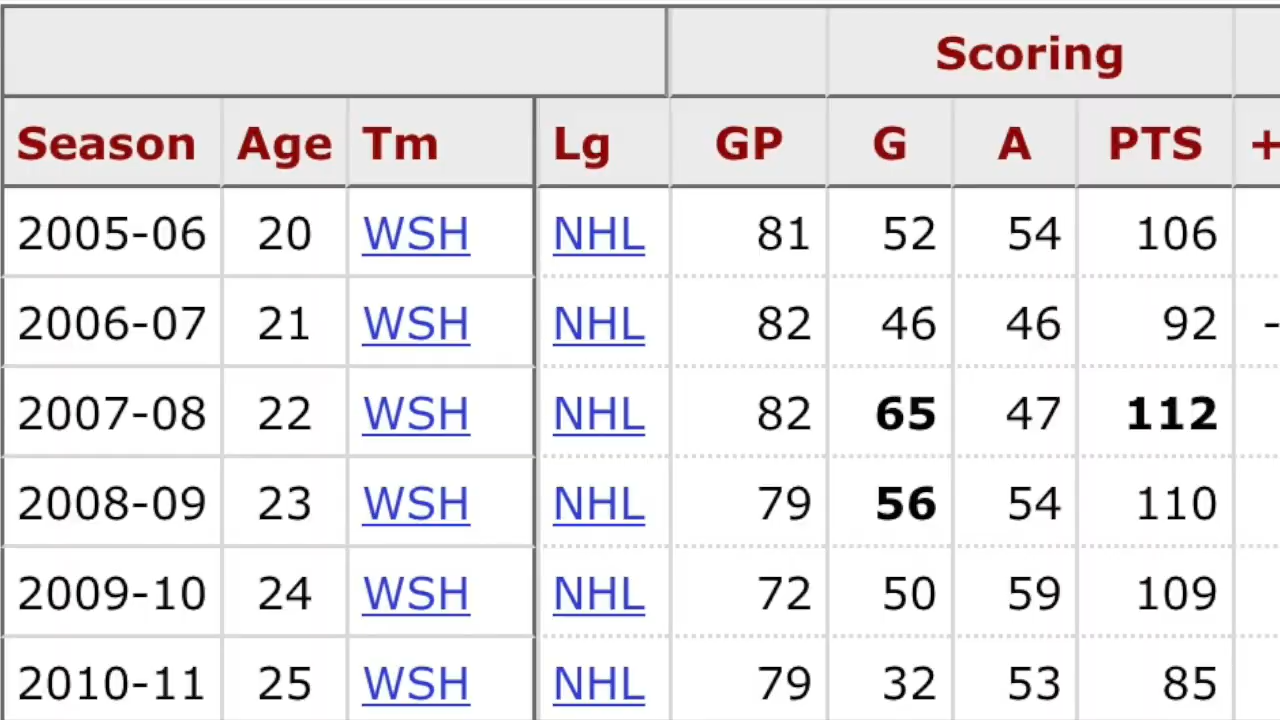 Scoring
Season Age Tm Lg GP G A PTS +
2005-06 20 WSH NHL 81 52 54 106
2006-07 21 WSH NHL 82 46 46 92 -
2007-08 22 WSH NHL 82 65 47 112
2008-09 23 WSH NHL 79 56 54 110
2009-10 24 WSH NHL 72 50 59 109
2010-11 25 WSH NHL 79 32 53 85